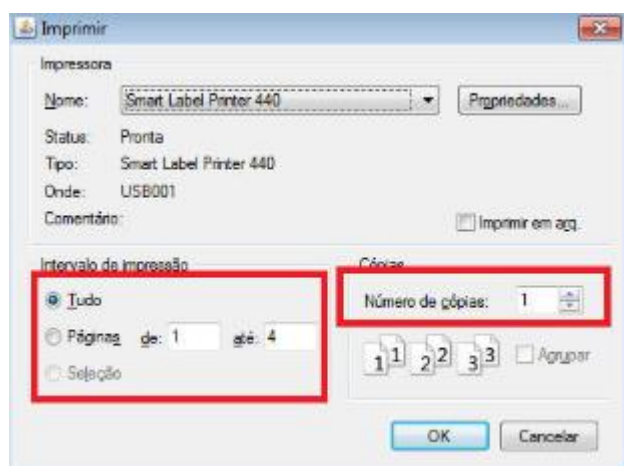 Imprimir
Impressora
Nome: Smart Label Printer 440 Propriedades...
Status: Pronta
Tipo: Smart Label Printer 440
Onde: USB001
Comentário: Imprimir em arq.
Intervalo de impressão Cópias
Tudo Número de cópias: 1
Páginas de: 1 até: 4
1 1 2 2 3 3 Agrupar
Seleção
OK Cancelar